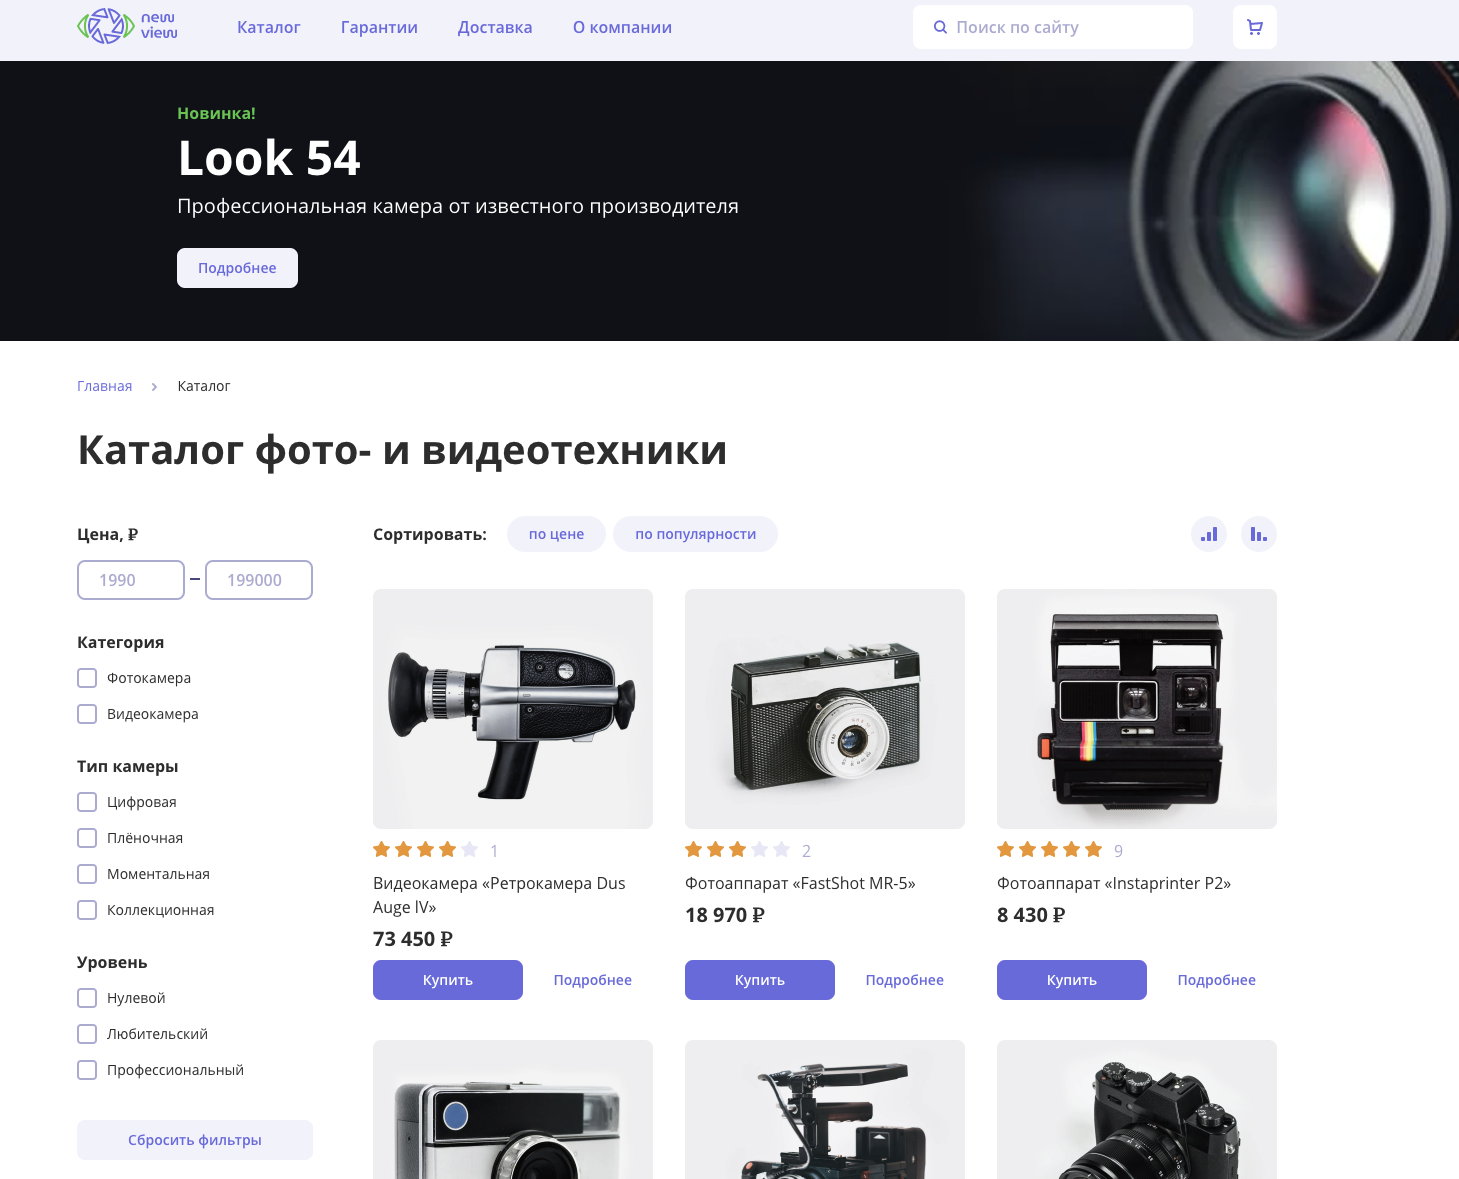 new
view
Каталог
Гарантии
Доставка
О компании
Поиск по сайту
Новинка!
Look 54
Профессиональная камера от известного производителя
Подробнее
Главная
Каталог
Каталог фото- и видеотехники
Цена, ₽
1990 – 199000
Категория
Фотокамера
Видеокамера
Тип камеры
Цифровая
Плёночная
Моментальная
Коллекционная
Уровень
Нулевой
Любительский
Профессиональный
Сбросить фильтры
Сортировать: по цене по популярности
1
Видеокамера «Ретрокамера Dus
Auge lV»
73 450 ₽
Купить Подробнее
2
Фотоаппарат «FastShot MR-5»
18 970 ₽
Купить Подробнее
9
Фотоаппарат «Instaprinter P2»
8 430 ₽
Купить Подробнее